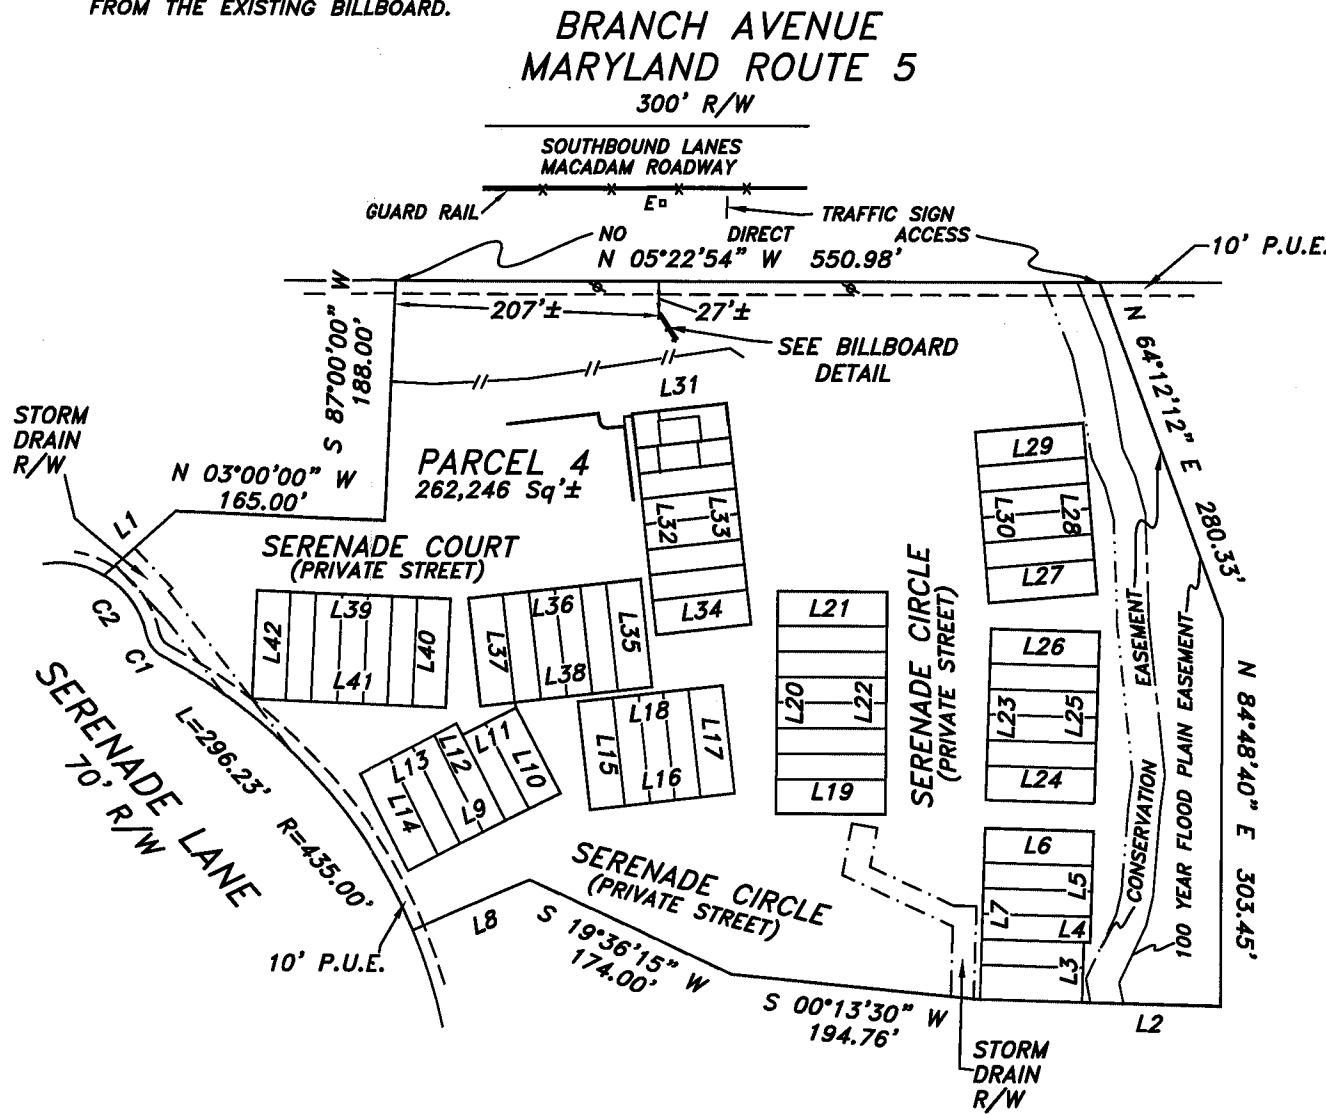 FROM THE EXISTING BILLBOARD.
BRANCH AVENUE
MARYLAND ROUTE 5
300' R/W
SOUTHBOUND LANES
MACADAM ROADWAY
GUARD RAIL
E
TRAFFIC SIGN
NO DIRECT ACCESS
N 05°22'54" W 550.98'
10' P.U.E.
207'±
27'±
SEE BILLBOARD
DETAIL
S 87°00'00" W
188.00'
N 64°12'12" E 280.33'
STORM
DRAIN
R/W
N 03°00'00" W
165.00'
PARCEL 4
262,246 Sq'±
L31
L32
L33
L34
L29
L30
L28
L27
L1
SERENADE COURT
(PRIVATE STREET)
C2
C1
L42
L39
L41
L40
L37
L36
L38
L35
L21
L20
L22
L19
SERENADE CIRCLE
(PRIVATE STREET)
L26
L23
L25
L24
CONSERVATION EASEMENT
100 YEAR FLOOD PLAIN EASEMENT
N 84°48'40" E 303.45'
SERENADE LANE
70' R/W
L=296.23' R=435.00'
L13
L14
L12
L11
L10
L9
L15
L18
L16
L17
L6
L5
L7
L4
L3
10' P.U.E.
L8
SERENADE CIRCLE
(PRIVATE STREET)
S 19°36'15" W
174.00'
S 00°13'30" W
194.76'
L2
STORM
DRAIN
R/W